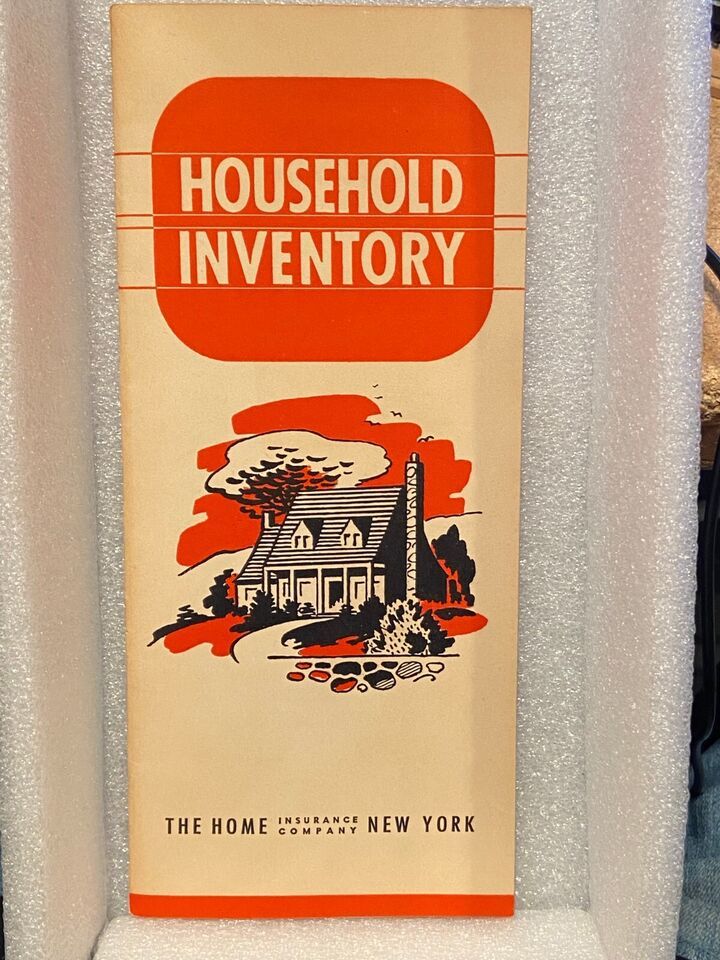 HOUSEHOLD
INVENTORY
THE HOME INSURANCE COMPANY NEW YORK